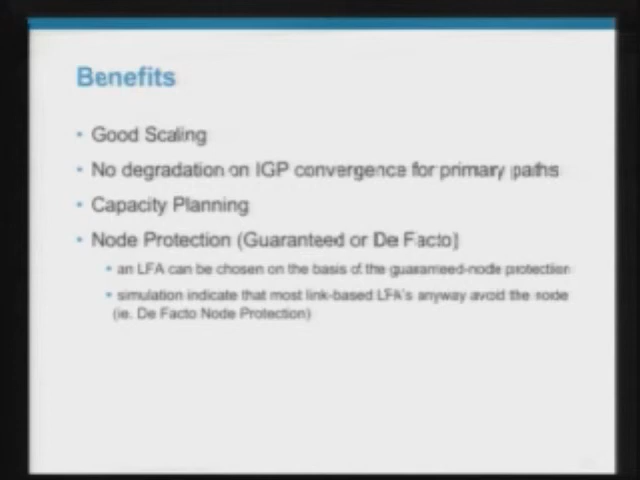 Benefits
• Good Scaling
• No degradation on IGP convergence for primary paths
• Capacity Planning
• Node Protection (Guaranteed or De Facto)
• an LFA can be chosen on the basis of the guaranteed-node protection
• simulation indicate that most link-based LFA's anyway avoid the node
(ie. De Facto Node Protection)